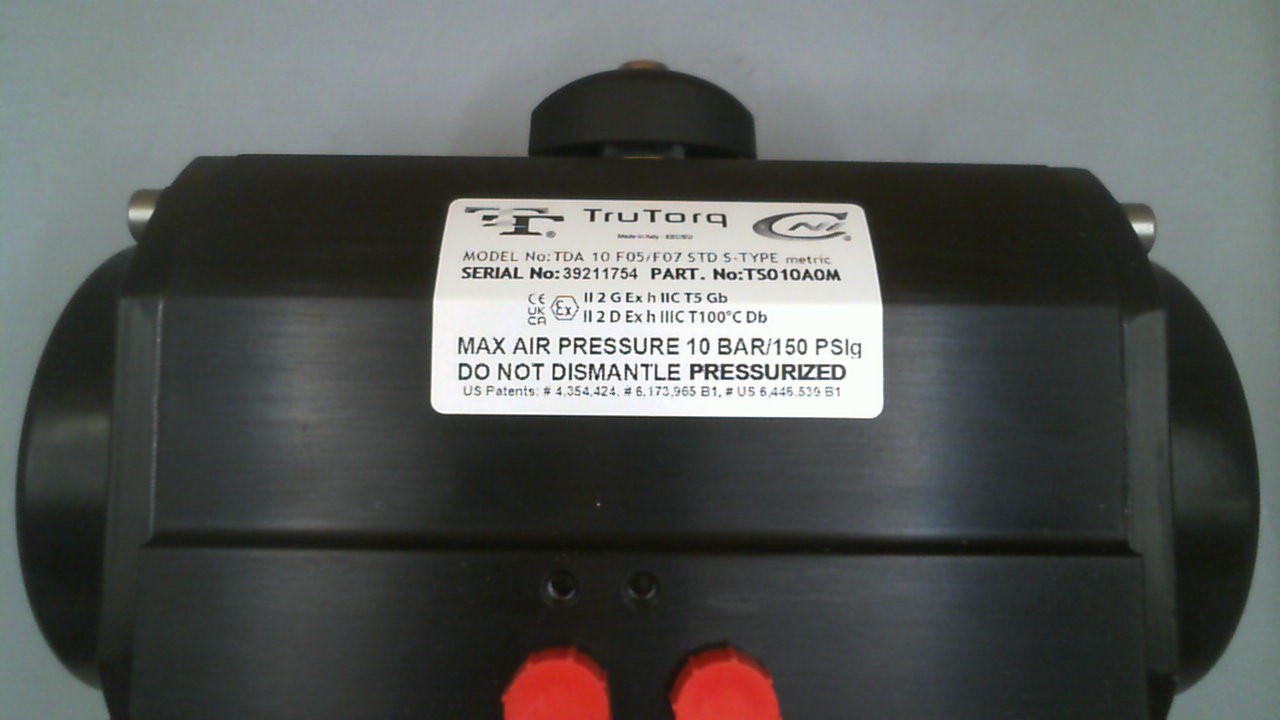 TT® TruTorq CNi®
Made in Italy - EEC/EU
MODEL No: TDA 10 F05/F07 STD S-TYPE metric
SERIAL No: 39211754 PART. No: TS010A0M
CE UK CA Ex II 2 G Ex h IIC T5 Gb
II 2 D Ex h IIIC T100°C Db
MAX AIR PRESSURE 10 BAR/150 PSIg
DO NOT DISMANTLE PRESSURIZED
US Patents: # 4,354,424, # 6,173,965 B1, # US 6,446,539 B1